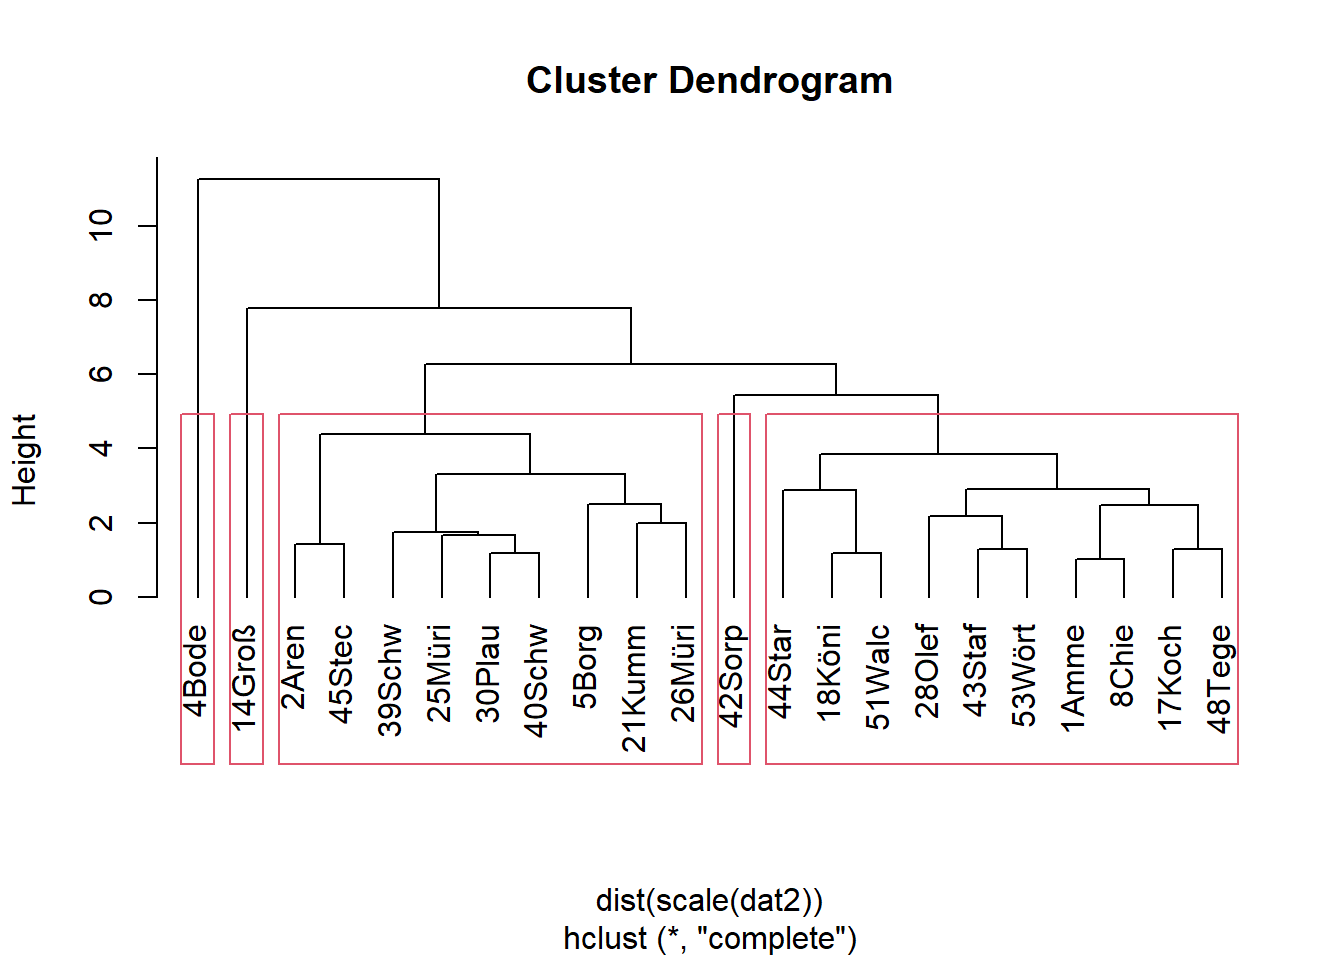 Cluster Dendrogram
Height
0
2
4
6
8
10
4Bode
14Groß
2Aren
45Stec
39Schw
25Müri
30Plau
40Schw
5Borg
21Kumm
26Müri
42Sorp
44Star
18Köni
51Walc
28Olef
43Staf
53Wört
1Amme
8Chie
17Koch
48Tege
dist(scale(dat2))
hclust (*, "complete")